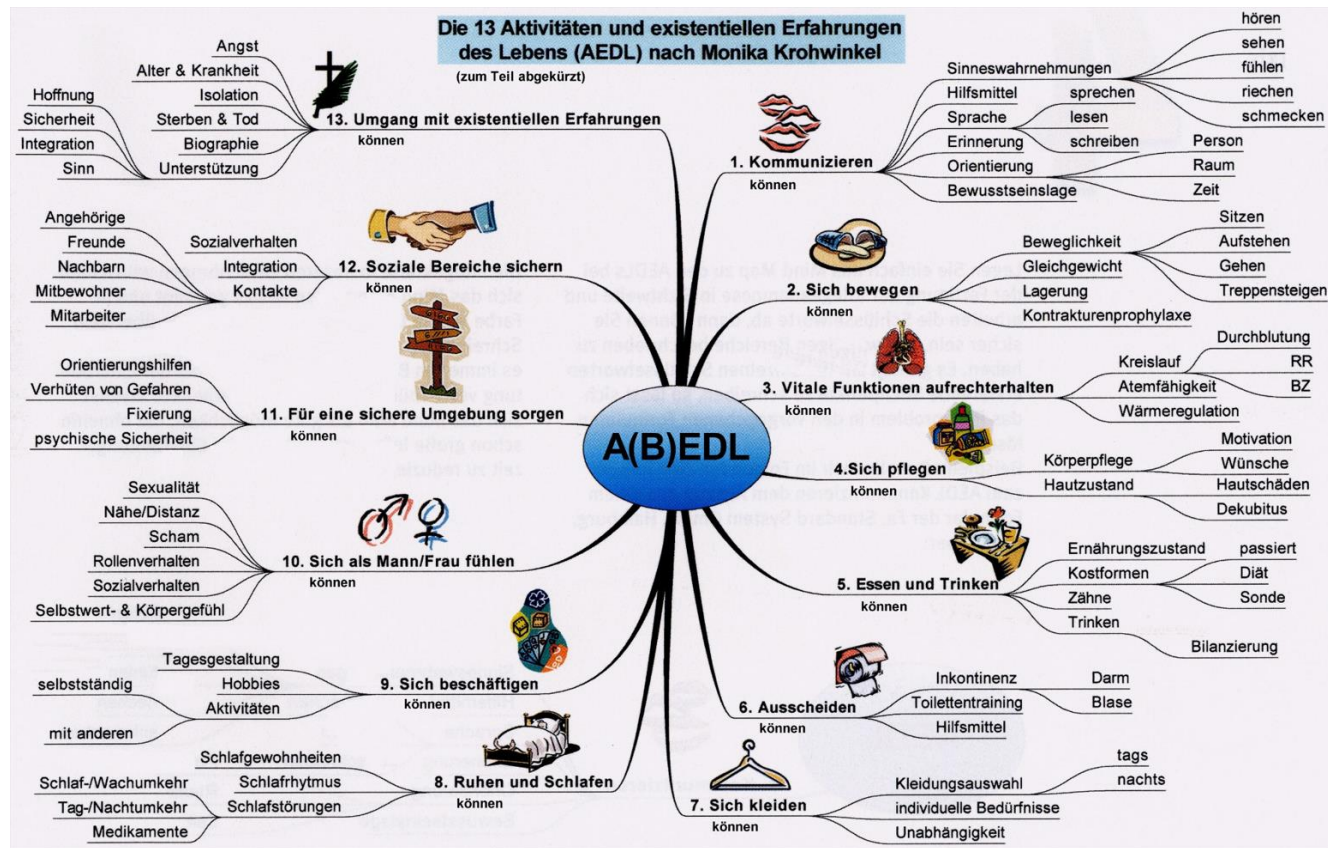 Die 13 Aktivitäten und existentiellen Erfahrungen
des Lebens (AEDL) nach Monika Krohwinkel
(zum Teil abgekürzt)
A(B)EDL
1. Kommunizieren
können
Sinneswahrnehmungen
hören
sehen
fühlen
riechen
schmecken
Hilfsmittel
Sprache
sprechen
lesen
schreiben
Erinnerung
Orientierung
Person
Raum
Zeit
Bewusstseinslage
2. Sich bewegen
können
Beweglichkeit
Sitzen
Aufstehen
Gehen
Treppensteigen
Gleichgewicht
Lagerung
Kontrakturenprophylaxe
3. Vitale Funktionen aufrechterhalten
können
Kreislauf
Durchblutung
RR
BZ
Atemfähigkeit
Wärmeregulation
4.Sich pflegen
können
Körperpflege
Motivation
Wünsche
Hautzustand
Hautschäden
Dekubitus
5. Essen und Trinken
können
Ernährungszustand
Kostformen
passiert
Diät
Sonde
Zähne
Trinken
Bilanzierung
6. Ausscheiden
können
Inkontinenz
Darm
Blase
Toilettentraining
Hilfsmittel
7. Sich kleiden
können
Kleidungsauswahl
tags
nachts
individuelle Bedürfnisse
Unabhängigkeit
8. Ruhen und Schlafen
können
Schlafgewohnheiten
Schlafrhytmus
Schlafstörungen
Schlaf-/Wachumkehr
Tag-/Nachtumkehr
Medikamente
9. Sich beschäftigen
können
Tagesgestaltung
Hobbies
Aktivitäten
selbstständig
mit anderen
10. Sich als Mann/Frau fühlen
können
Sexualität
Nähe/Distanz
Scham
Rollenverhalten
Sozialverhalten
Selbstwert- & Körpergefühl
11. Für eine sichere Umgebung sorgen
können
Orientierungshilfen
Verhüten von Gefahren
Fixierung
psychische Sicherheit
12. Soziale Bereiche sichern
können
Sozialverhalten
Integration
Kontakte
Angehörige
Freunde
Nachbarn
Mitbewohner
Mitarbeiter
13. Umgang mit existentiellen Erfahrungen
können
Angst
Alter & Krankheit
Isolation
Sterben & Tod
Biographie
Unterstützung
Hoffnung
Sicherheit
Integration
Sinn